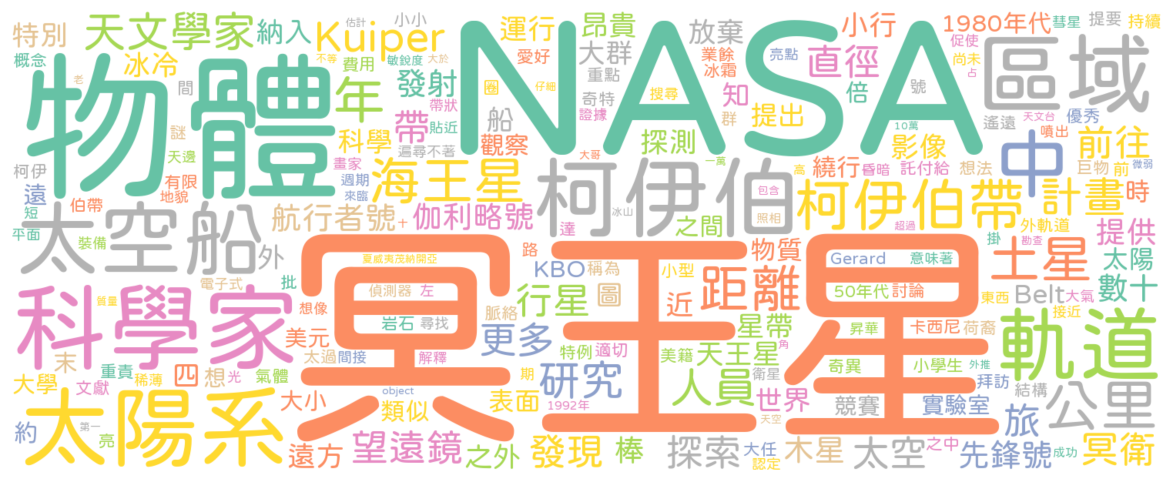 特別 天文學家 納入 小小 Kuiper 運行 昂貴 放棄 小行 1980年代 彗星 提要 持續
概念 冰冷 估計 不等 費用 敏銳度 大於 愛好 大群 業餘 亮點 促使 尚未 占
物體 NASA 區域
間 年 發射 帶狀 圈 仔細 重點 冰霜 直徑 號
老 奇特 搜尋 知 倍 遙遠 天文台 優秀
謎 科學 帶 貼近 船 證據 群 提出 10萬 噴出
天邊 畫家 遍尋不著 觀察 探測 影像 中 前往
柯伊 有限 地貌 週期 來臨 海王星 大哥 一萬 高 繞行 昏暗 託付給 想法 巨物 前 微弱
遠 伯帶 柯伊伯 包含 柯伊伯帶 計畫 時
短 太空船 航行者號 + 伽利略號 達 冰山 照相 之間 超過 外軌道 勘查 掛 提供
平面 裝備 外 路 物質 Gerard 意味著 土星 太陽
夏威夷茂納開亞 冥王星 KBO 稱為 小型 距離
電子式 批 偵測器 左 行星 圖 近 50年代 討論 東西 Belt 大氣 數十
科學家 質量 想像 脈絡 星帶 昇華 卡西尼 荷裔 接近 軌道
岩石 尋找 更多 特例 適切 美籍 天王星 角
末 美元 太過 間接 解釋 奇異 小學生 外推
大學 重責 四 想 光 氣體 期 研究 衛星 人員 拜訪 結構
文獻 稀薄 object 公里
太陽系 大小 類似 表面 1992年 世界 競賽 實驗室 旅
約 亮 第一 天空
遠方 望遠鏡 之外 發現 棒 探索 大任 認定 木星 太空 之中 先鋒號 成功 冥衛